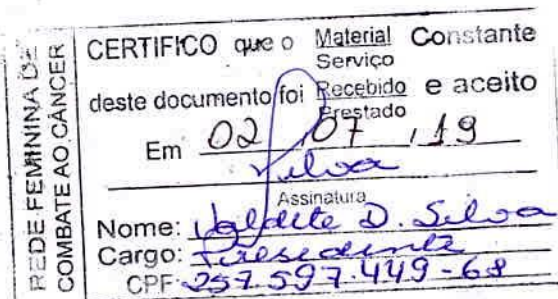 REDE FEMININA DE
COMBATE AO CÂNCER
CERTIFICO que o Material Constante
Serviço
deste documento foi Recebido e aceito
Prestado
Em 02 / 07 / 19
Silva
Assinatura
Nome: Valdete D. Silva
Cargo: Presidente
CPF 257.597.449-68